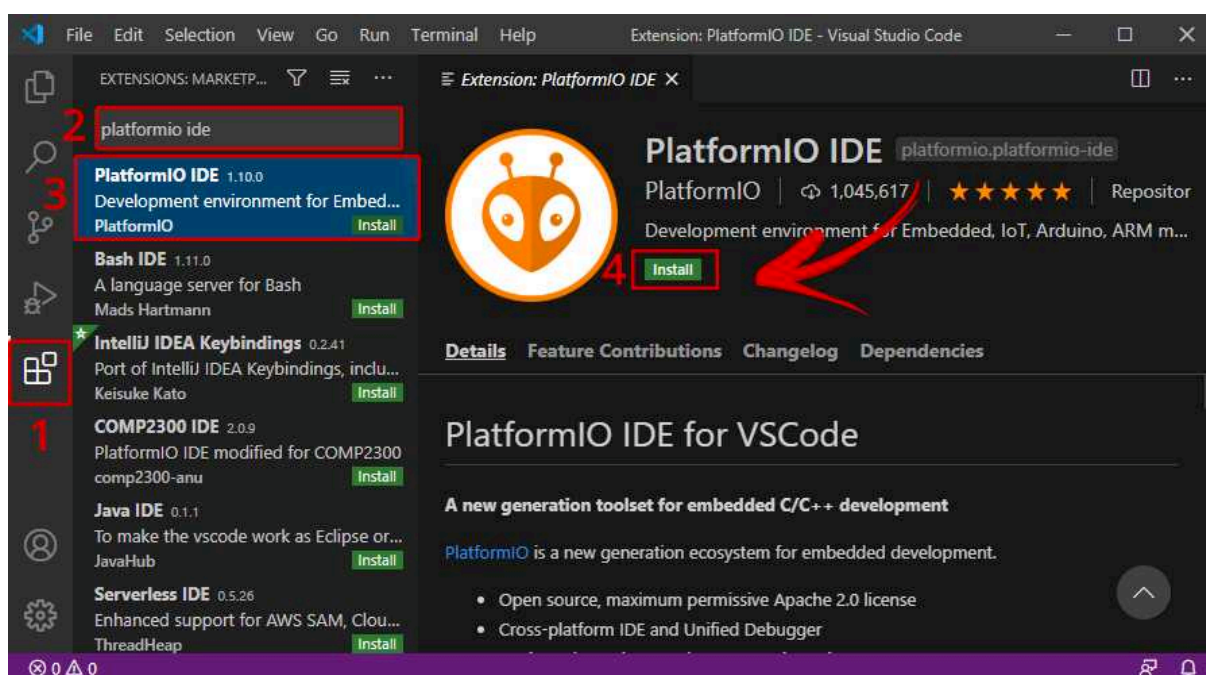 File Edit Selection View Go Run Terminal Help Extension: PlatformIO IDE - Visual Studio Code
EXTENSIONS: MARKETP...
Extension: PlatformIO IDE
2
platformio ide
3
PlatformIO IDE 1.10.0
Development environment for Embed...
PlatformIO Install
Bash IDE 1.11.0
A language server for Bash
Mads Hartmann Install
IntelliJ IDEA Keybindings 0.2.41
Port of IntelliJ IDEA Keybindings, inclu...
Keisuke Kato Install
1
COMP2300 IDE 2.0.9
PlatformIO IDE modified for COMP2300
comp2300-anu Install
Java IDE 0.1.1
To make the vscode work as Eclipse or...
JavaHub Install
Serverless IDE 0.5.26
Enhanced support for AWS SAM, Clou...
ThreadHeap Install
PlatformIO IDE platformio.platformio-ide
PlatformIO 1,045,617 Repositor
Development environment for Embedded, IoT, Arduino, ARM m...
4 Install
Details Feature Contributions Changelog Dependencies
PlatformIO IDE for VSCode
A new generation toolset for embedded C/C++ development
PlatformIO is a new generation ecosystem for embedded development.
• Open source, maximum permissive Apache 2.0 license
• Cross-platform IDE and Unified Debugger
0 0